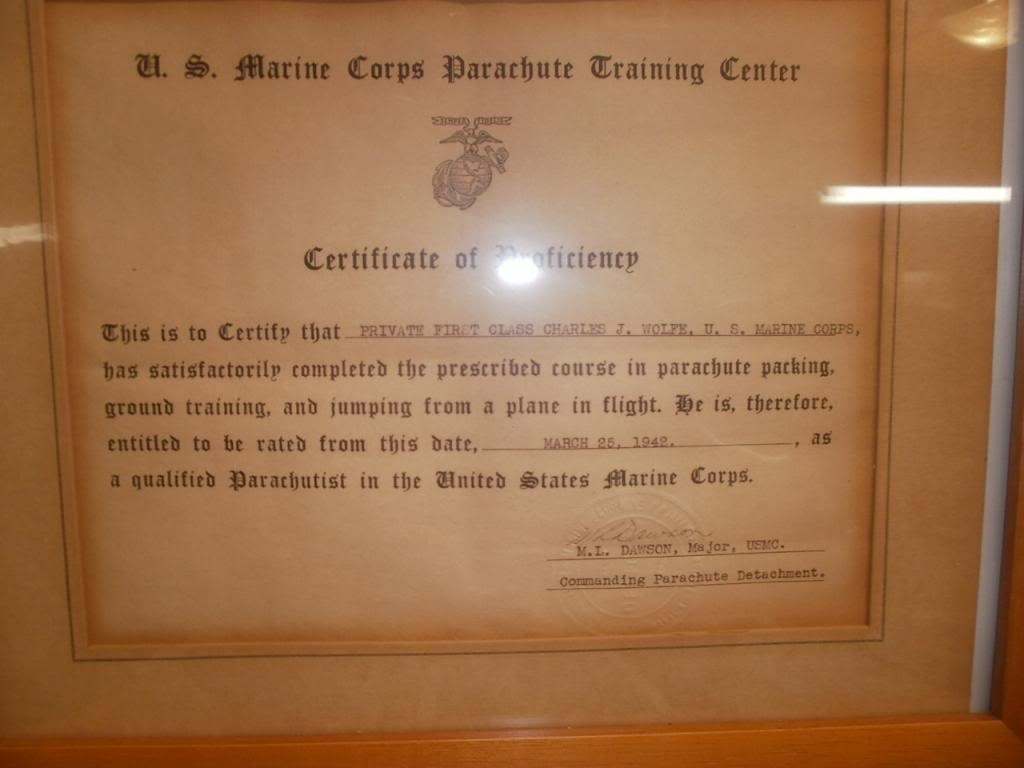 U. S. Marine Corps Parachute Training Center
Certificate of Proficiency
This is to Certify that PRIVATE FIRST CLASS CHARLES J. WOLFE, U. S. MARINE CORPS,
has satisfactorily completed the prescribed course in parachute packing,
ground training, and jumping from a plane in flight. He is, therefore,
entitled to be rated from this date, MARCH 25, 1942. , as
a qualified Parachutist in the United States Marine Corps.
M.L. DAWSON, Major, USMC.
Commanding Parachute Detachment.